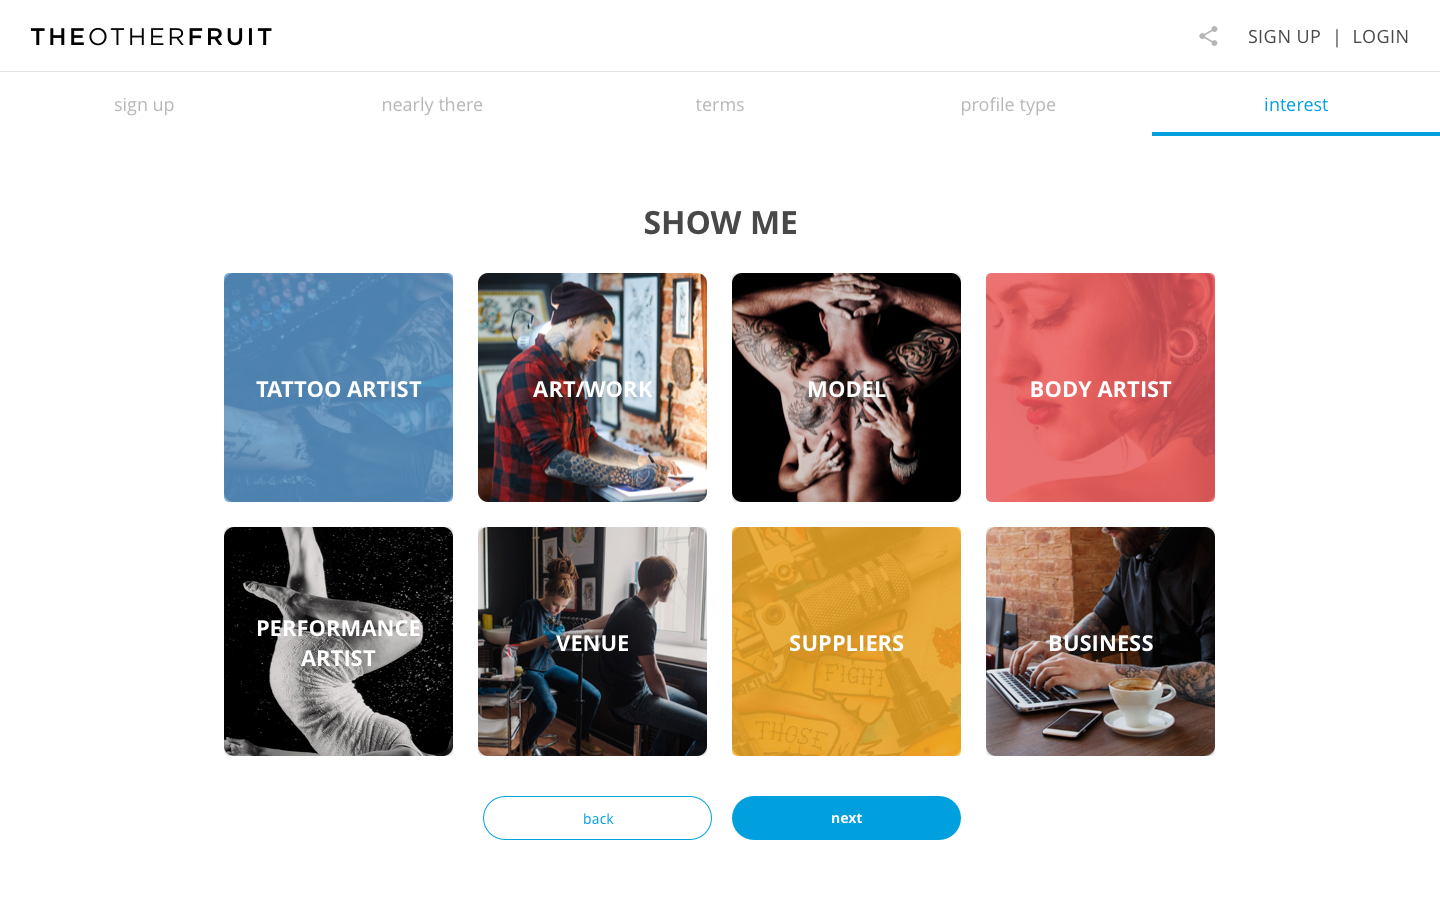 THEOTHERFRUIT
SIGN UP | LOGIN
sign up
nearly there
terms
profile type
interest
SHOW ME
TATTOO ARTIST
ART/WORK
MODEL
BODY ARTIST
PERFORMANCE
ARTIST
VENUE
SUPPLIERS
FIGHT
THOSE
BUSINESS
back
next